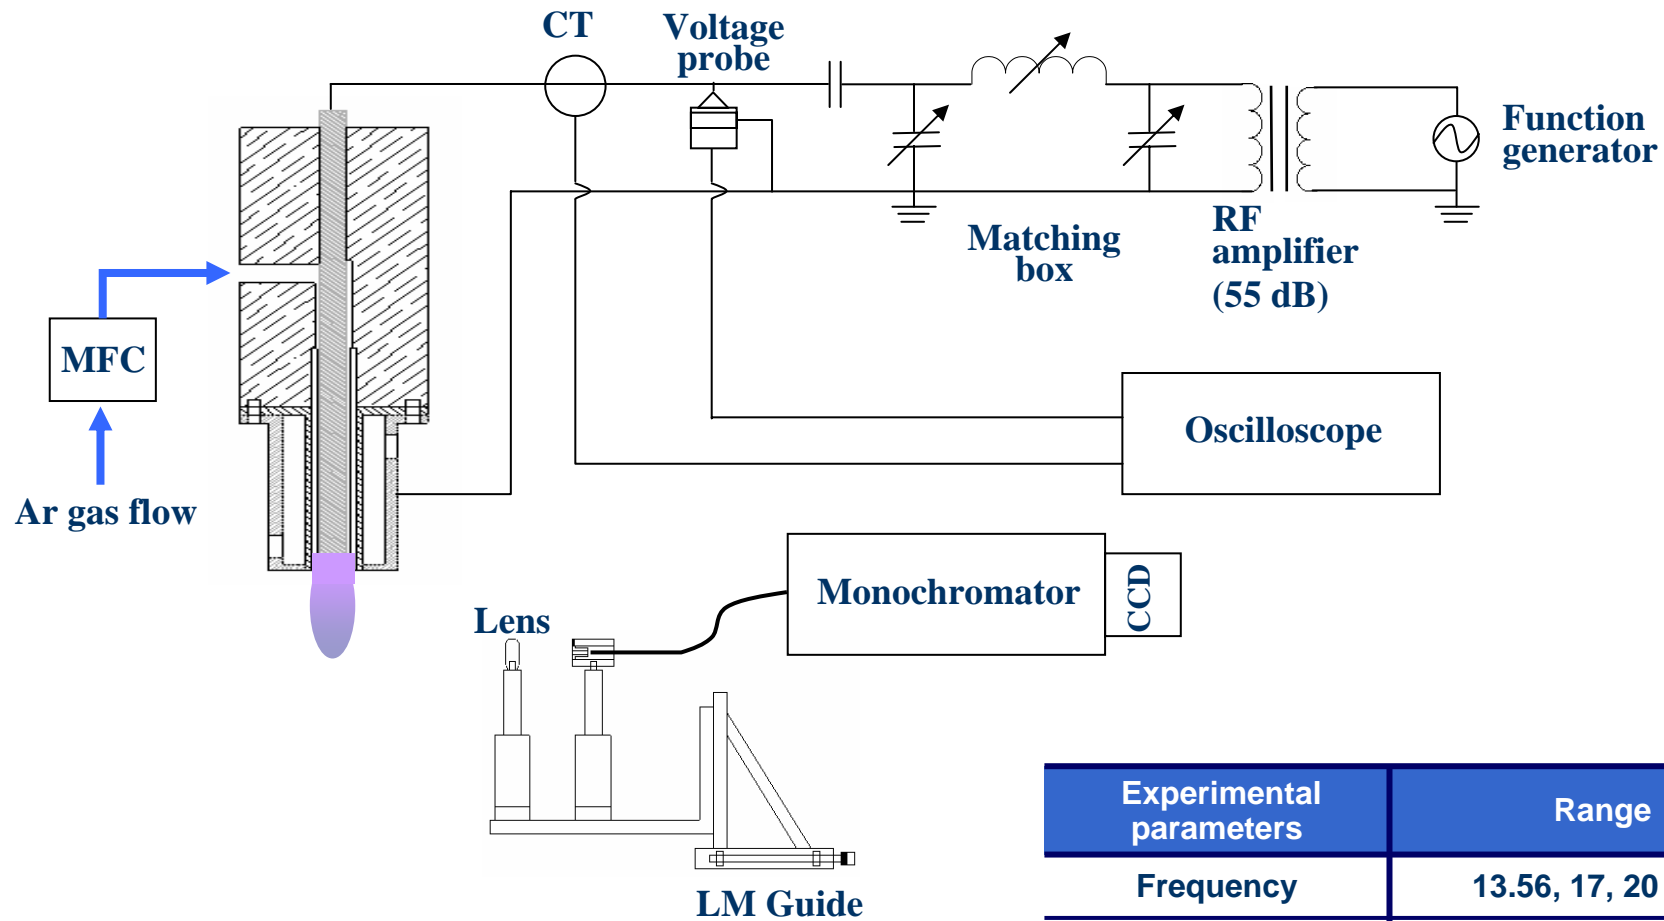 CT
Voltage
probe
Function
generator
Matching
box
RF
amplifier
(55 dB)
MFC
Ar gas flow
Oscilloscope
Monochromator
CCD
Lens
LM Guide
Experimental
parameters
Range
Frequency
13.56, 17, 20